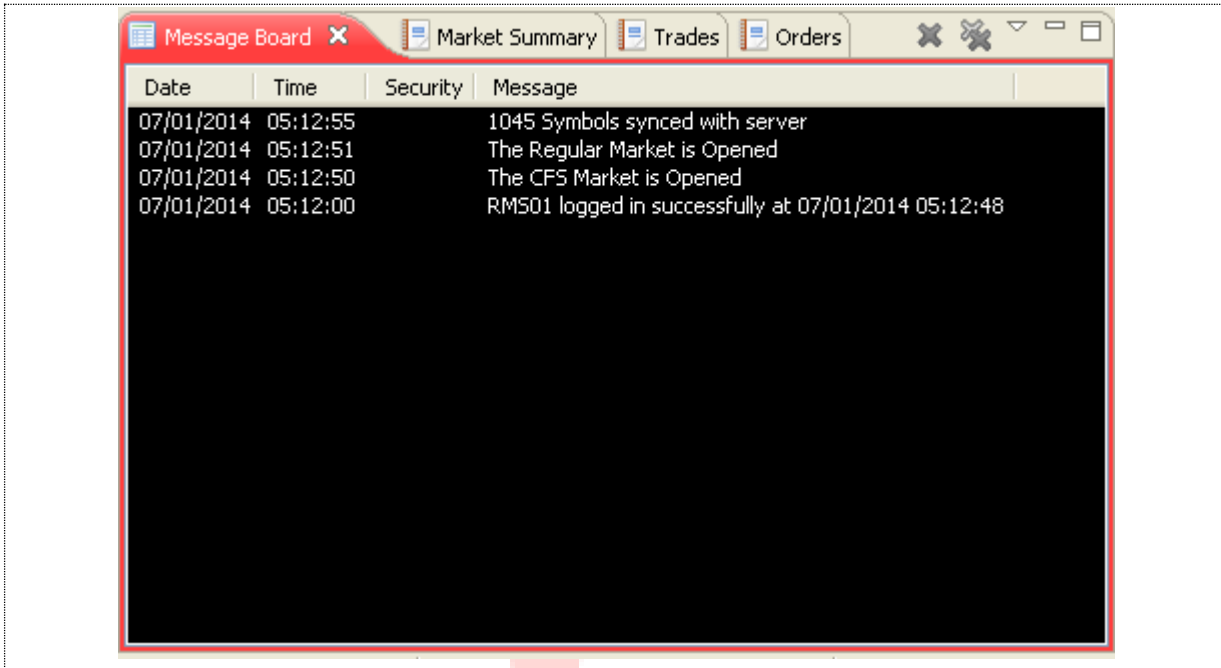 Message Board Market Summary Trades Orders
Date Time Security Message
07/01/2014 05:12:55 1045 Symbols synced with server
07/01/2014 05:12:51 The Regular Market is Opened
07/01/2014 05:12:50 The CFS Market is Opened
07/01/2014 05:12:00 RMS01 logged in successfully at 07/01/2014 05:12:48